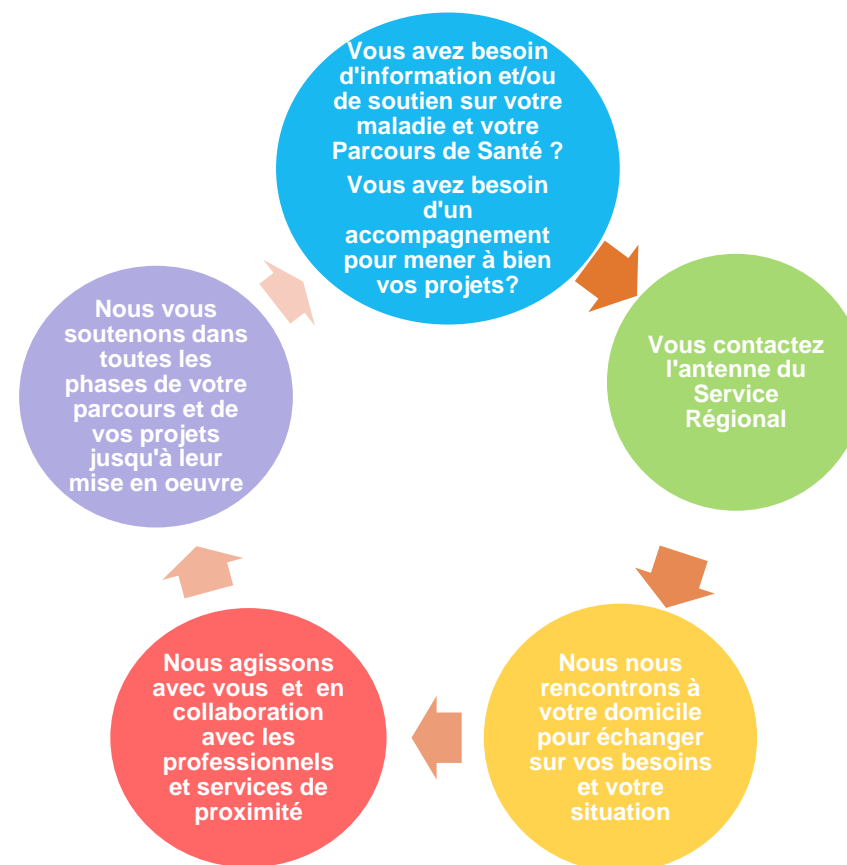 Vous avez besoin
d'information et/ou
de soutien sur votre
maladie et votre
Parcours de Santé ?
Vous avez besoin
d'un
accompagnement
pour mener à bien
vos projets?
Vous contactez
l'antenne du
Service
Régional
Nous nous
rencontrons à
votre domicile
pour échanger
sur vos besoins
et votre
situation
Nous agissons
avec vous  et  en
collaboration
avec les
professionnels
et services de
proximité
Nous vous
soutenons dans
toutes les
phases de votre
parcours et de
vos projets
jusqu'à leur
mise en oeuvre